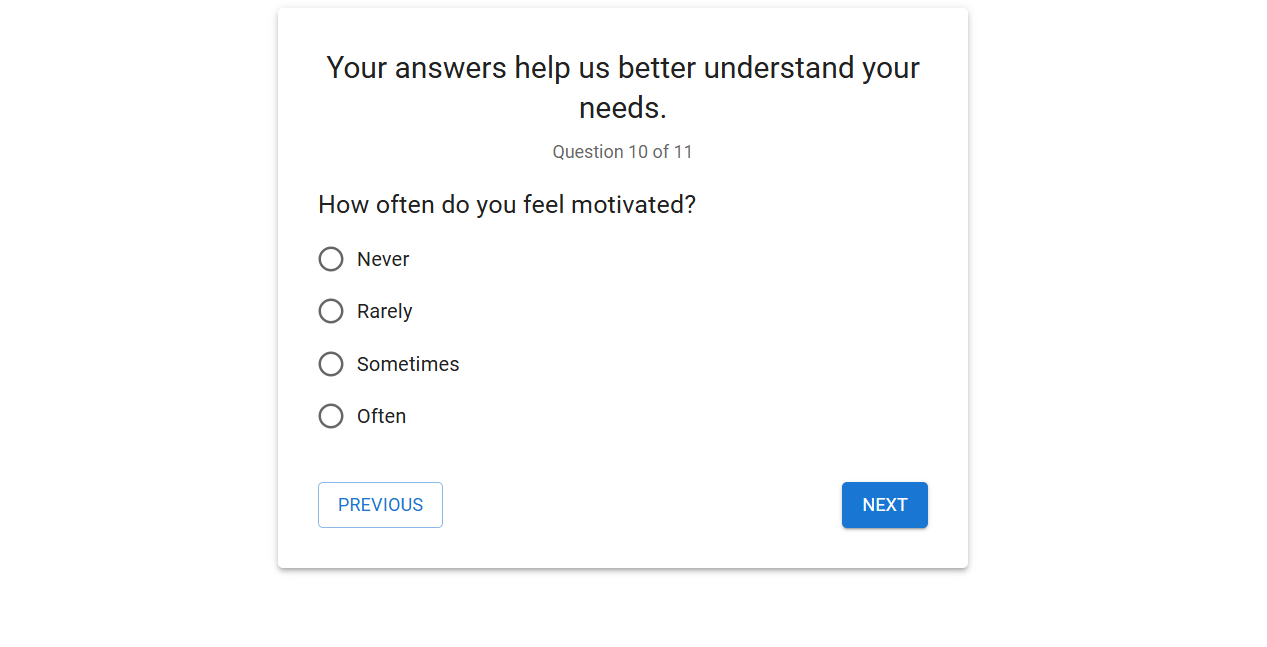 Your answers help us better understand your
needs.
Question 10 of 11
How often do you feel motivated?
Never
Rarely
Sometimes
Often
PREVIOUS
NEXT